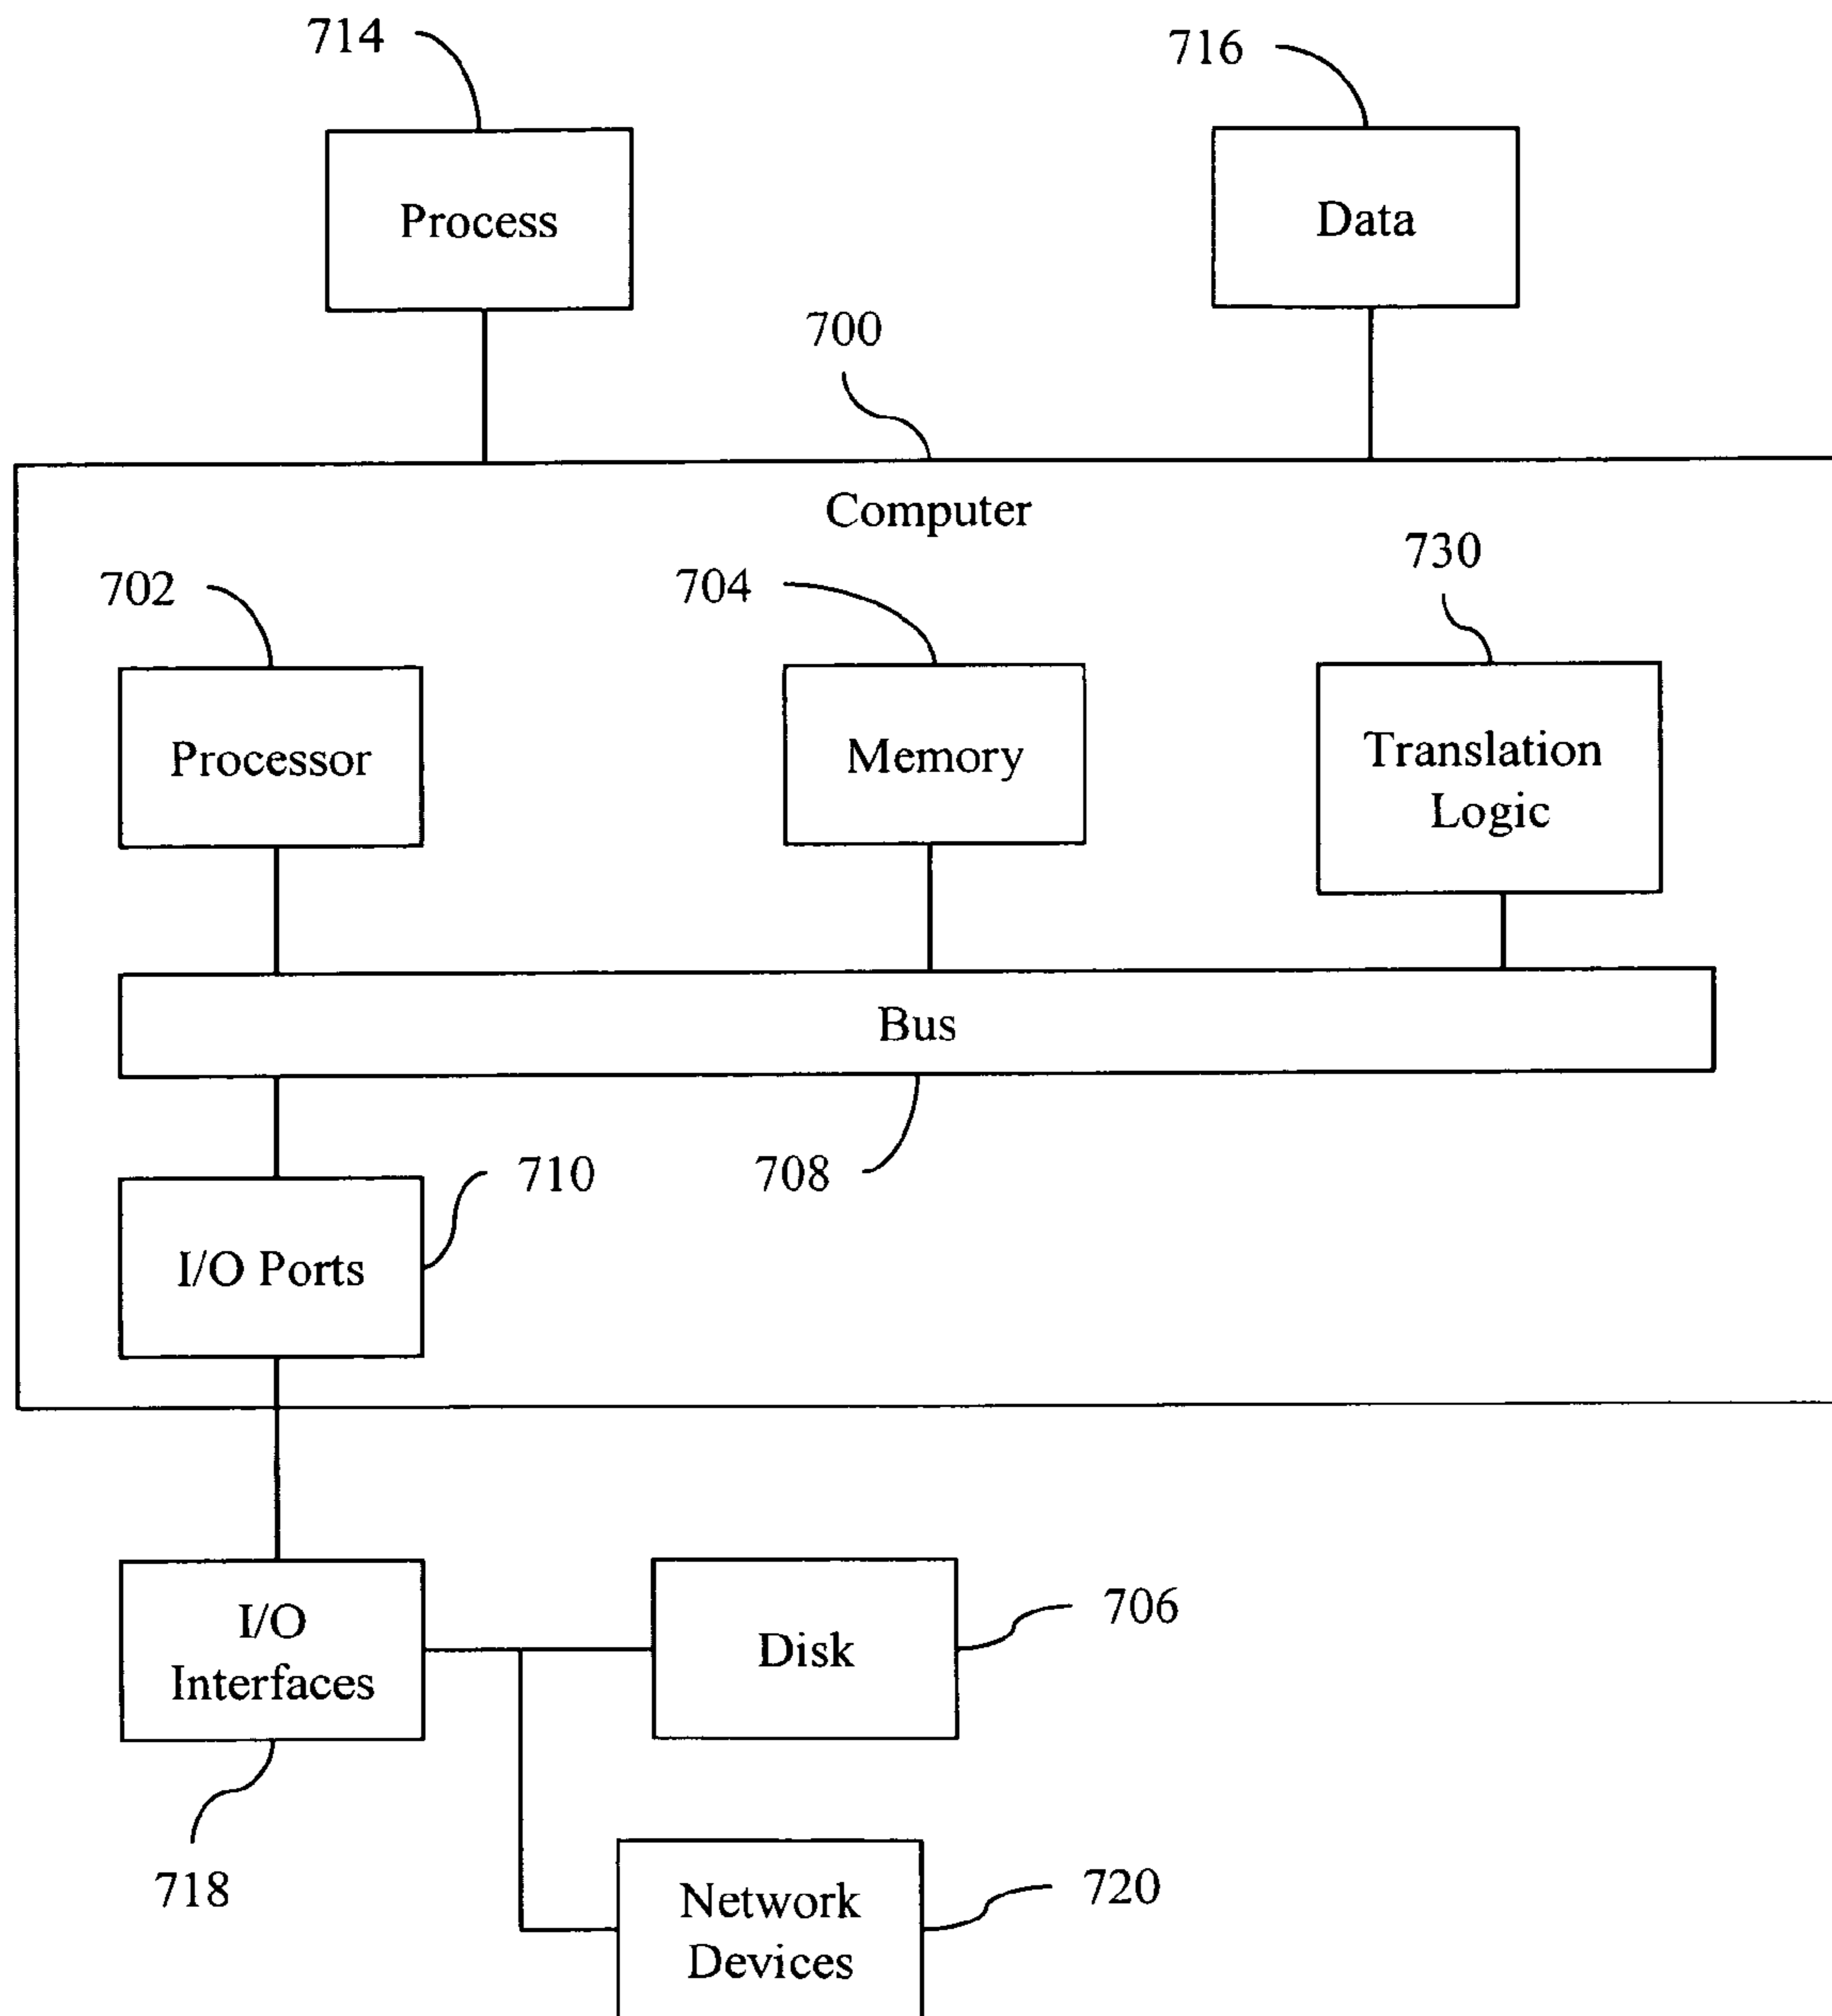 714
716
Process
Data
700
Computer
702
704
730
Processor
Memory
Translation
Logic
Bus
710
708
I/O Ports
I/O
Interfaces
Disk
706
718
Network
Devices
720